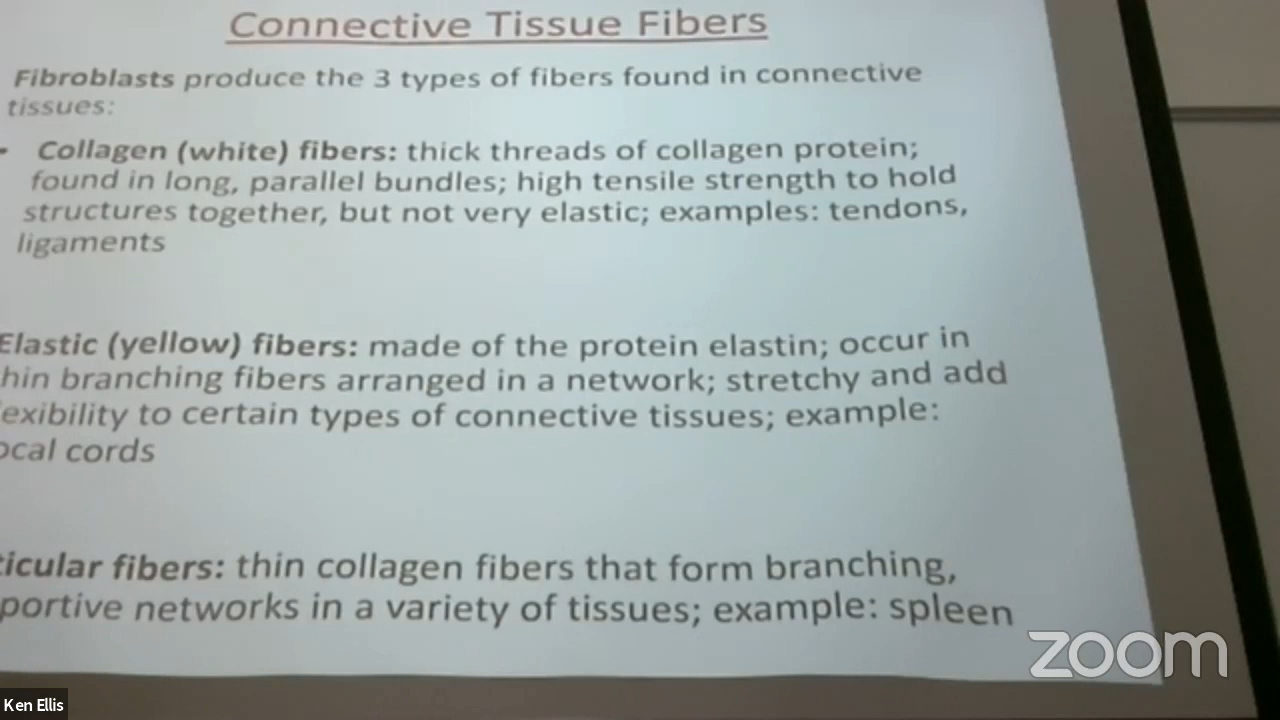 Connective Tissue Fibers
Fibroblasts produce the 3 types of fibers found in connective
tissues:
- Collagen (white) fibers: thick threads of collagen protein;
found in long, parallel bundles; high tensile strength to hold
structures together, but not very elastic; examples: tendons,
ligaments
Elastic (yellow) fibers: made of the protein elastin; occur in
hin branching fibers arranged in a network; stretchy and add
exibility to certain types of connective tissues; example:
ocal cords
icular fibers: thin collagen fibers that form branching,
portive networks in a variety of tissues; example: spleen
zoom
Ken Ellis